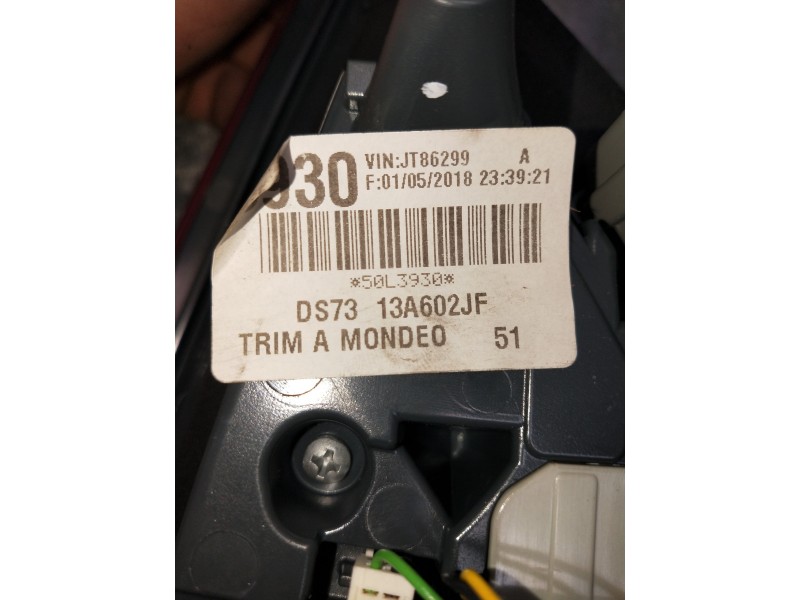 930 VIN:JT86299 A
F:01/05/2018 23:39:21
*50L3930*
DS73 13A602JF
TRIM A MONDEO 51